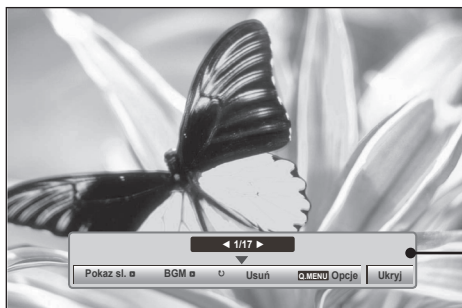 ◀ 1/17 ▶
Pokaz sl. BGM ↻ Usuń Q.MENU Opcje Ukryj